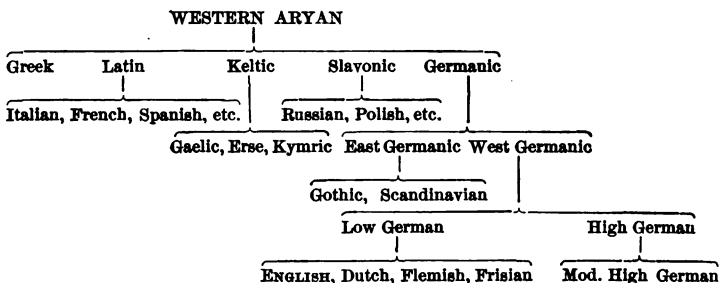 WESTERN ARYAN
Greek Latin Keltic Slavonic Germanic
Italian, French, Spanish, etc. Russian, Polish, etc.
Gaelic, Erse, Kymric East Germanic West Germanic
Gothic, Scandinavian
Low German High German
ENGLISH, Dutch, Flemish, Frisian Mod. High German